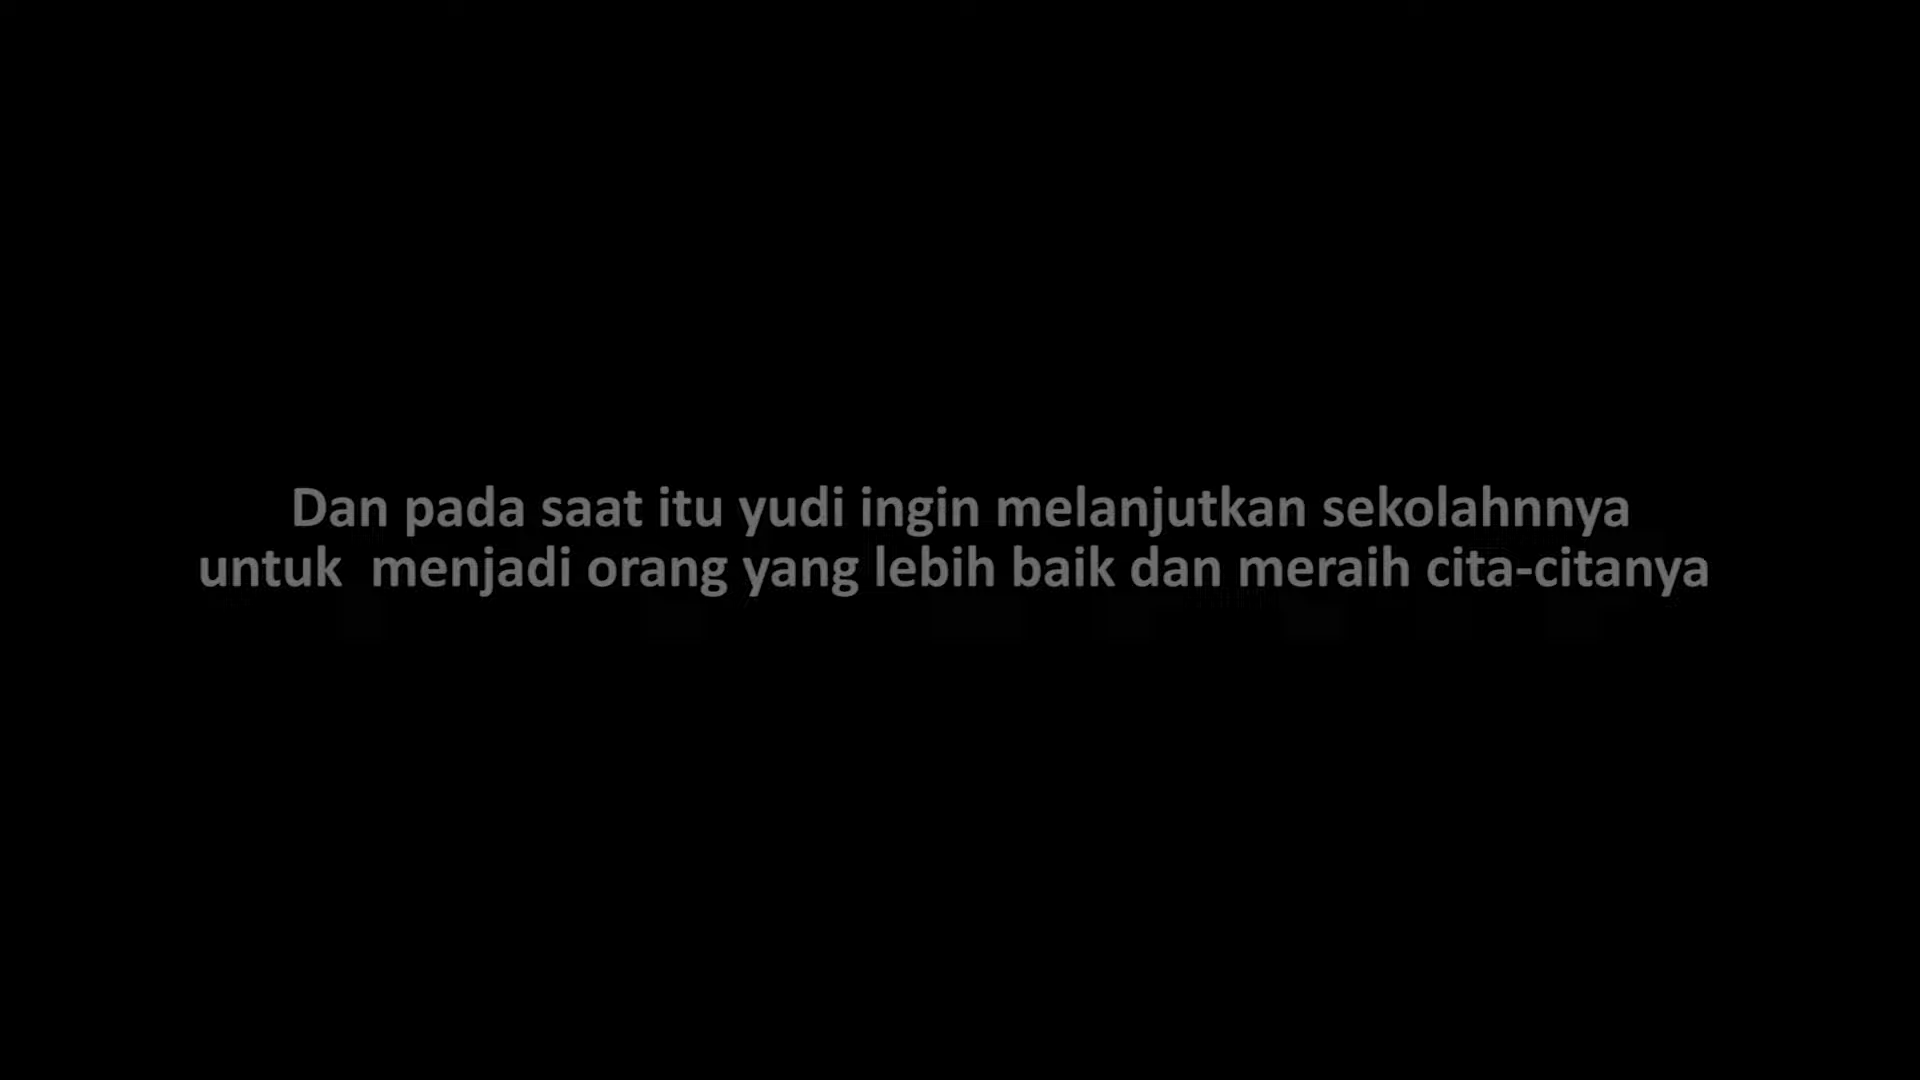 Dan pada saat itu yudi ingin melanjutkan sekolahnnya
untuk  menjadi orang yang lebih baik dan meraih cita-citanya